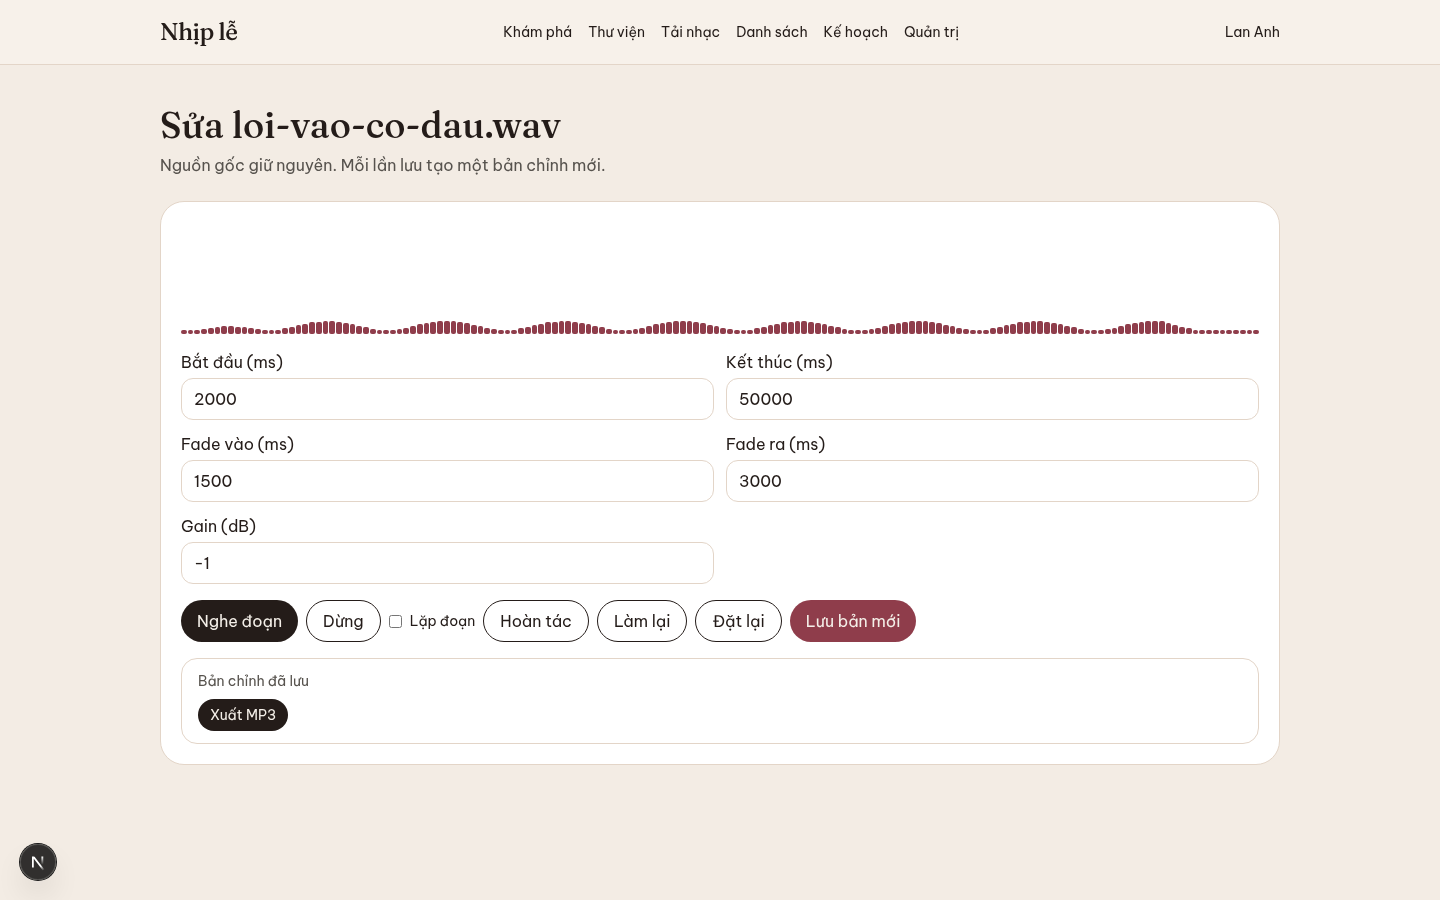 Nhịp lễ
Khám phá Thư viện Tải nhạc Danh sách Kế hoạch Quản trị
Lan Anh
Sửa loi-vao-co-dau.wav
Nguồn gốc giữ nguyên. Mỗi lần lưu tạo một bản chỉnh mới.
Bắt đầu (ms)
Kết thúc (ms)
2000
50000
Fade vào (ms)
Fade ra (ms)
1500
3000
Gain (dB)
-1
Nghe đoạn Dừng Lặp đoạn Hoàn tác Làm lại Đặt lại Lưu bản mới
Bản chỉnh đã lưu
Xuất MP3
N